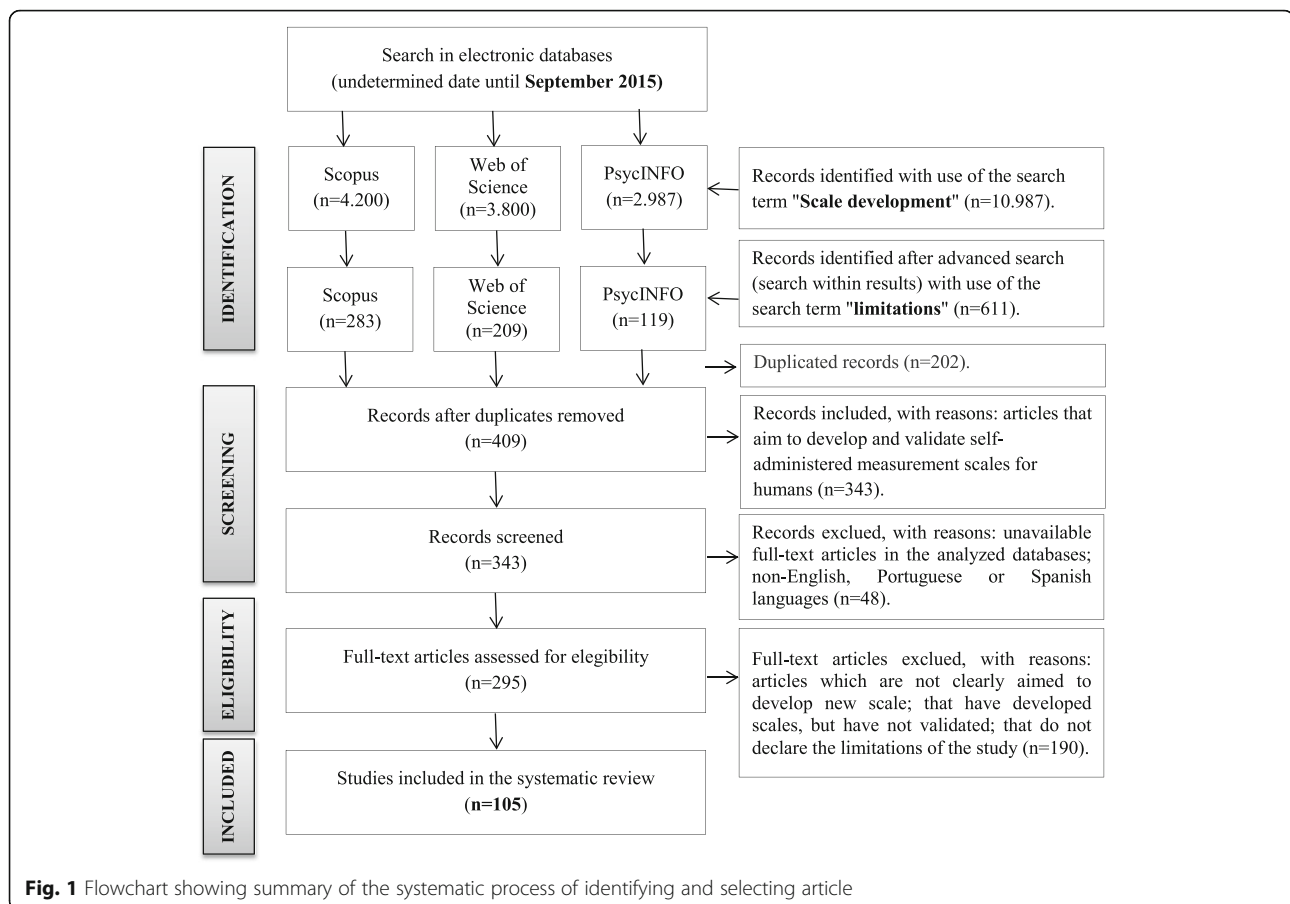 Search in electronic databases
(undetermined date until September 2015)
IDENTIFICATION
Scopus
(n=4.200)
Web of
Science
(n=3.800)
PsycINFO
(n=2.987)
Records identified with use of the search
term "Scale development" (n=10.987).
Scopus
(n=283)
Web of
Science
(n=209)
PsycINFO
(n=119)
Records identified after advanced search
(search within results) with use of the
search term "limitations" (n=611).
Duplicated records (n=202).
SCREENING
Records after duplicates removed
(n=409)
Records included, with reasons: articles that
aim to develop and validate self-
administered measurement scales for
humans (n=343).
Records screened
(n=343)
Records exclued, with reasons: unavailable
full-text articles in the analyzed databases;
non-English, Portuguese or Spanish
languages (n=48).
ELIGIBILITY
Full-text articles assessed for elegibility
(n=295)
Full-text articles exclued, with reasons:
articles which are not clearly aimed to
develop new scale; that have developed
scales, but have not validated; that do not
declare the limitations of the study (n=190).
INCLUDED
Studies included in the systematic review
(n=105)
Fig. 1 Flowchart showing summary of the systematic process of identifying and selecting article